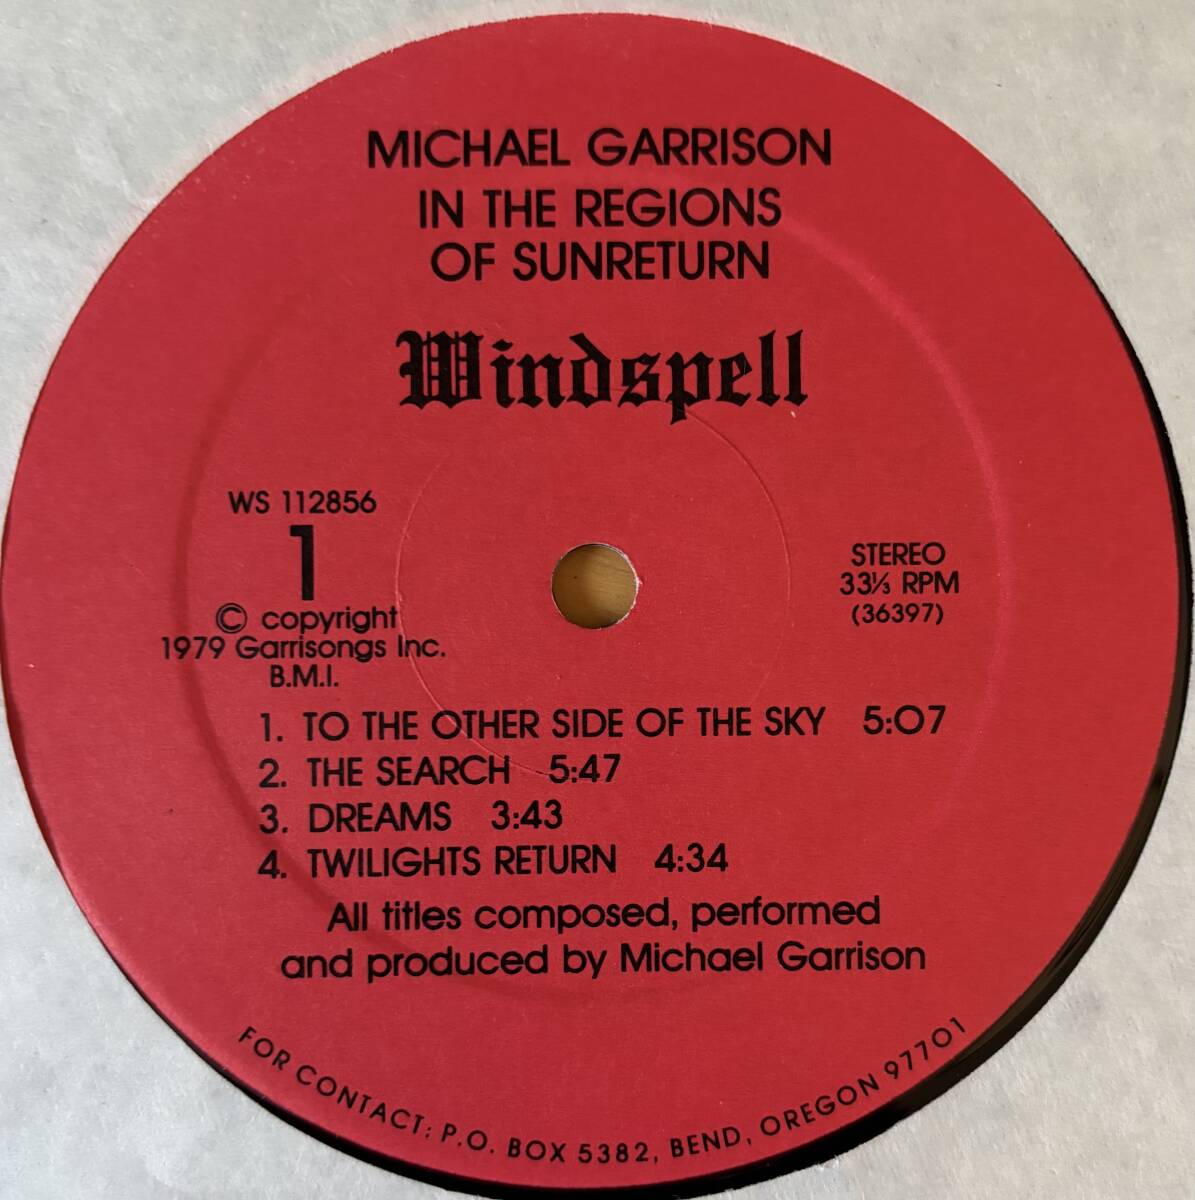 MICHAEL GARRISON
IN THE REGIONS
OF SUNRETURN
Windspell
WS 112856
1
© copyright
1979 Garrisongs Inc.
B.M.I.
STEREO
33⅓ RPM
(36397)
1. TO THE OTHER SIDE OF THE SKY 5:07
2. THE SEARCH 5:47
3. DREAMS 3:43
4. TWILIGHTS RETURN 4:34
All titles composed, performed
and produced by Michael Garrison
FOR CONTACT: P.O. BOX 5382, BEND, OREGON 97701